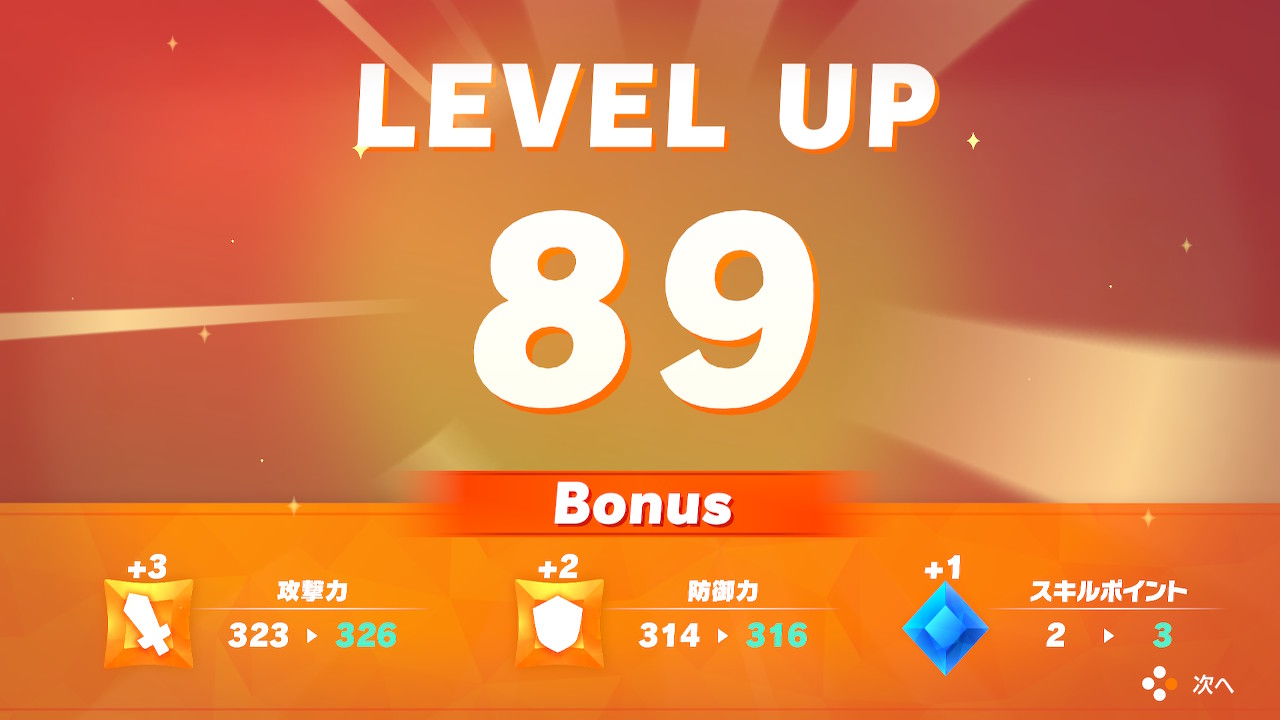 LEVEL UP
89
Bonus
+3
攻撃力
323 ▶ 326
+2
防御力
314 ▶ 316
+1
スキルポイント
2 ▶ 3
次へ